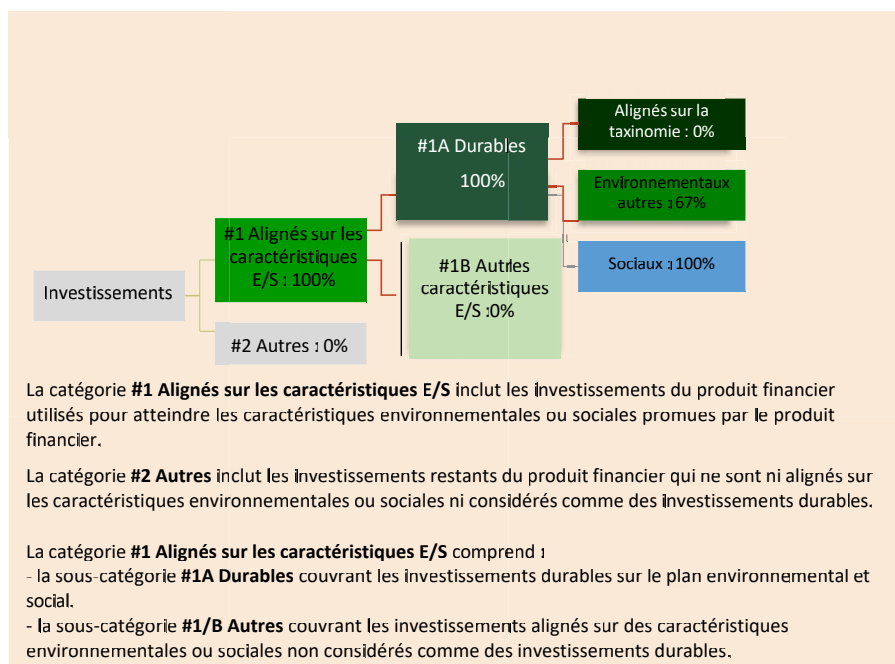 Alignés sur la
taxinomie : 0%
#1A Durables
100%
Environnementaux
autres : 67%
#1 Alignés sur les
caractéristiques
E/S : 100%
#1B Autres
caractéristiques
E/S :0%
Sociaux : 100%
Investissements
#2 Autres : 0%
La catégorie #1 Alignés sur les caractéristiques E/S inclut les investissements du produit financier
utilisés pour atteindre les caractéristiques environnementales ou sociales promues par le produit
financier.
La catégorie #2 Autres inclut les investissements restants du produit financier qui ne sont ni alignés sur
les caractéristiques environnementales ou sociales ni considérés comme des investissements durables.
La catégorie #1 Alignés sur les caractéristiques E/S comprend :
- la sous-catégorie #1A Durables couvrant les investissements durables sur le plan environnemental et
social.
- la sous-catégorie #1/B Autres couvrant les investissements alignés sur des caractéristiques
environnementales ou sociales non considérés comme des investissements durables.